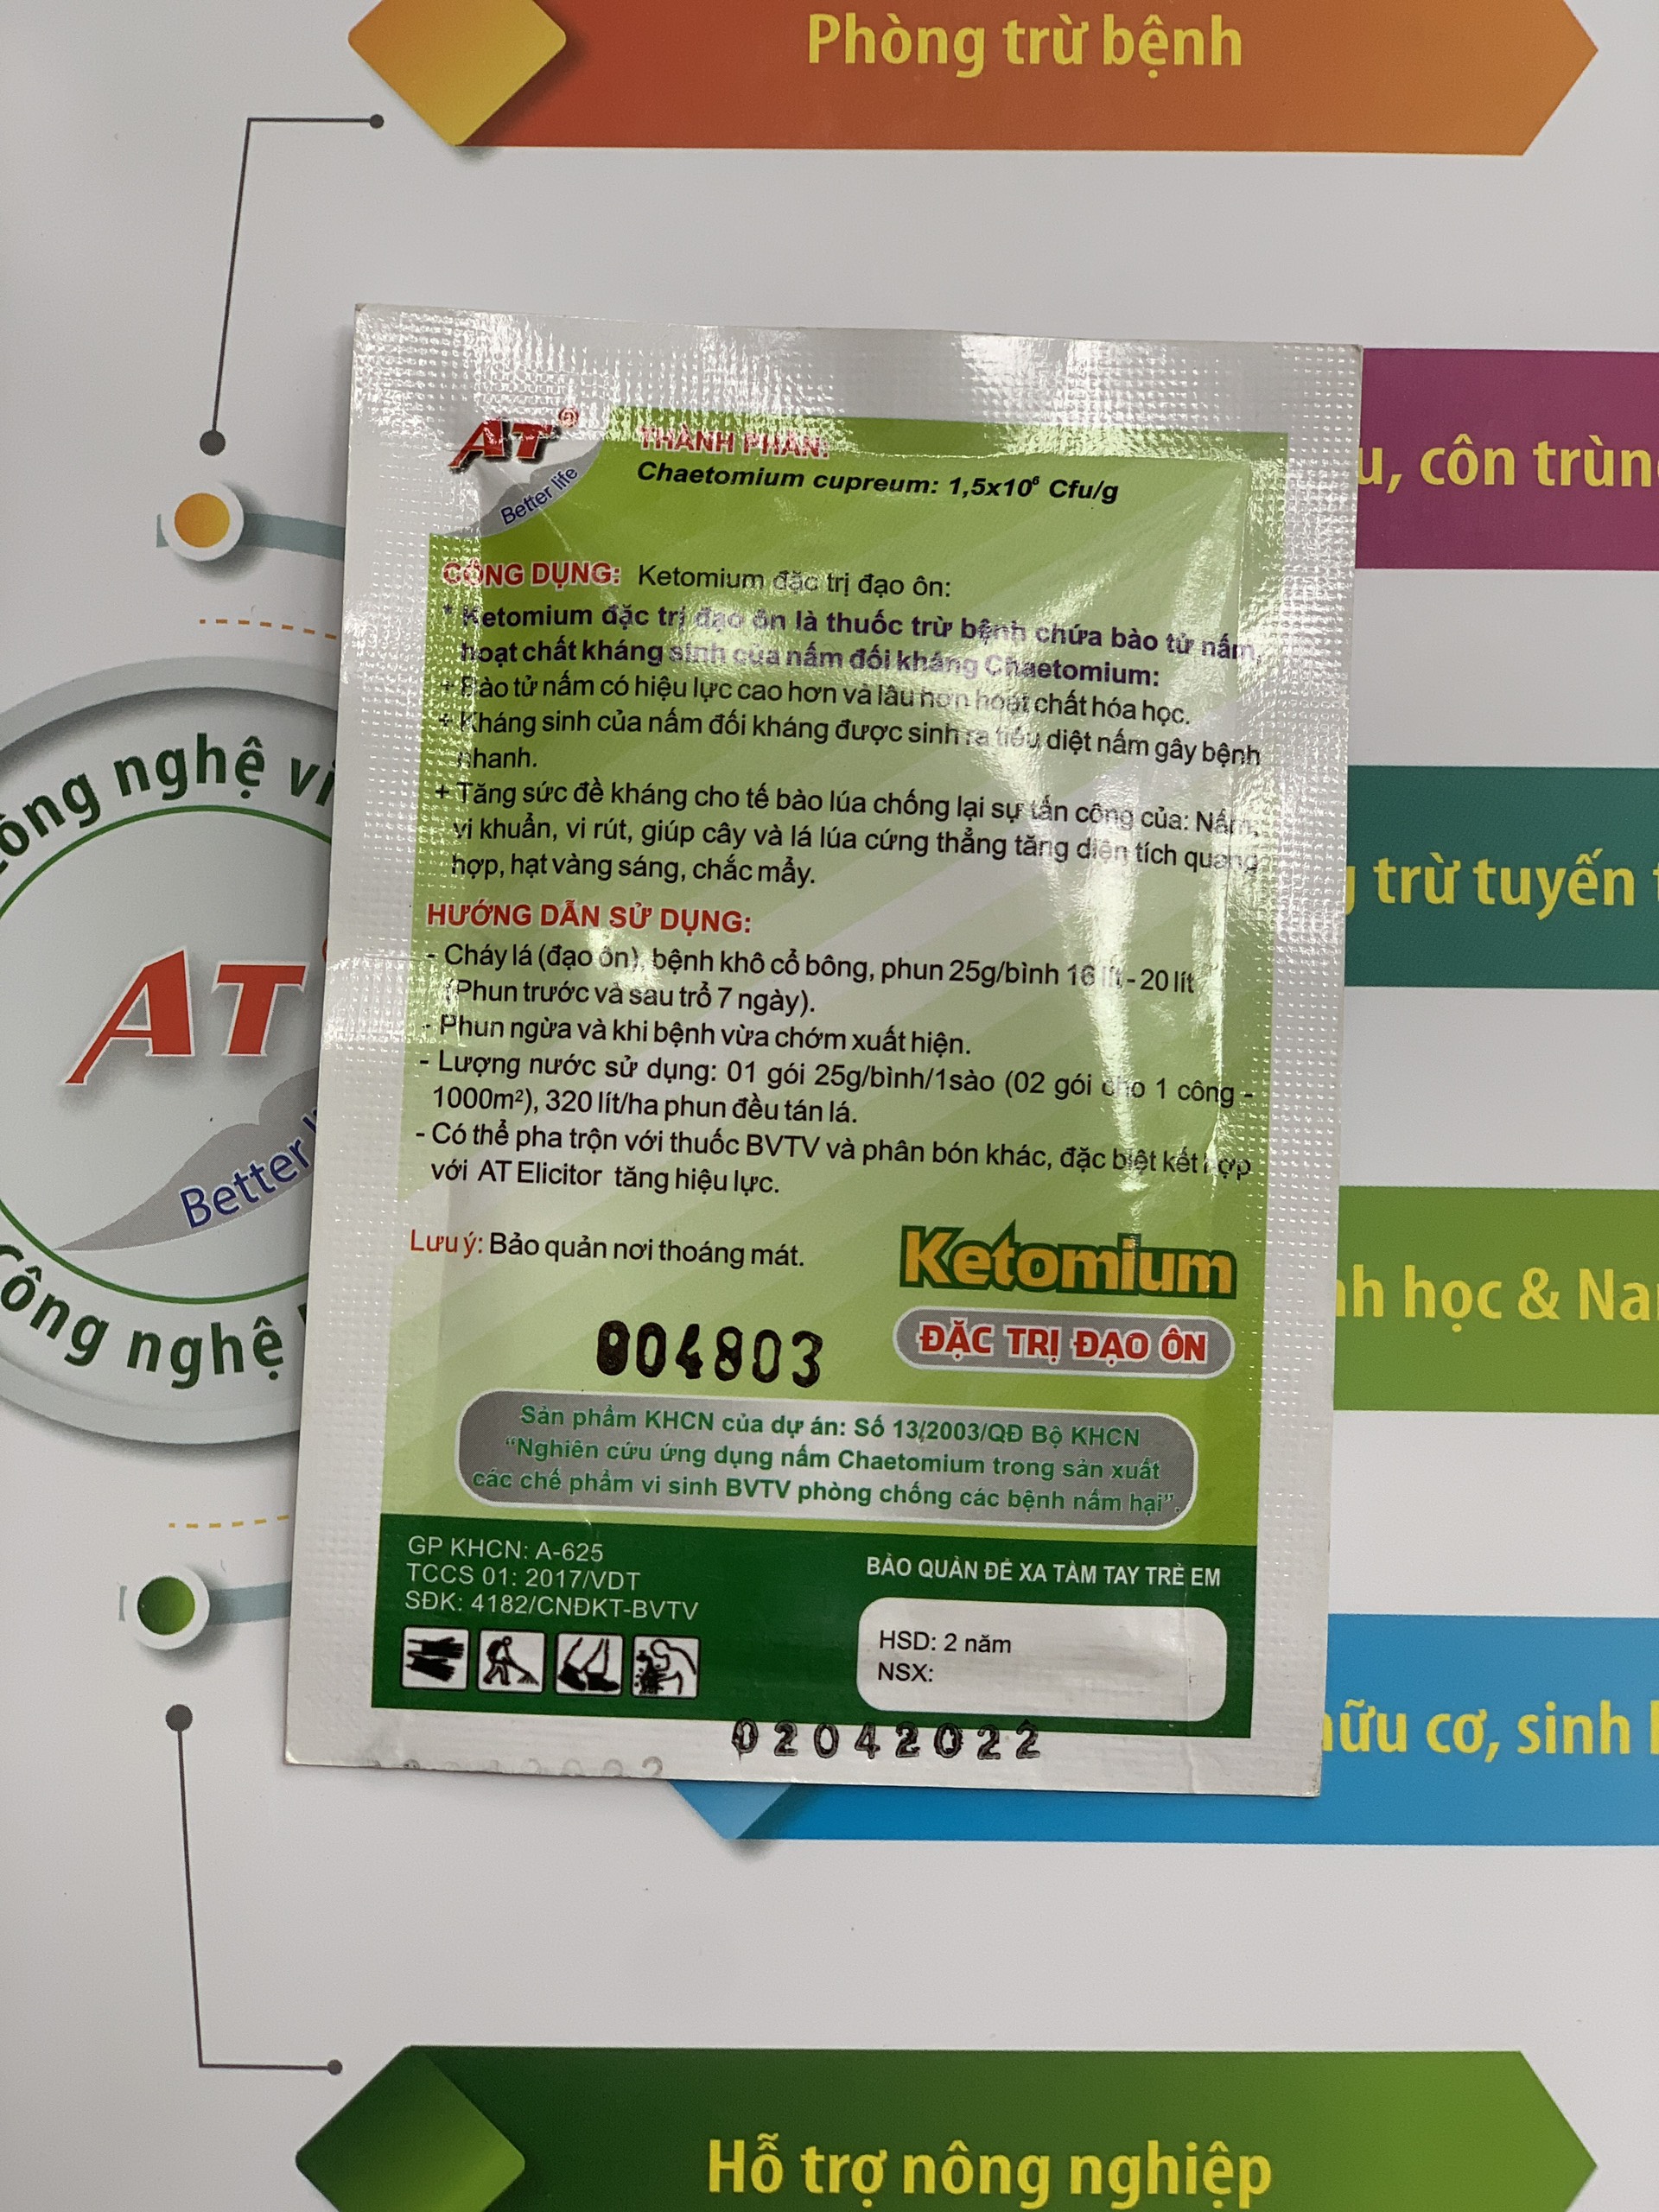 Phòng trừ bệnh
AT®
Better life
THÀNH PHẦN:
Chaetomium cupreum: 1,5x10⁶ Cfu/g
CÔNG DỤNG: Ketomium đặc trị đạo ôn:
* Ketomium đặc trị đạo ôn là thuốc trừ bệnh chứa bào tử nấm,
hoạt chất kháng sinh của nấm đối kháng Chaetomium:
+ Bào tử nấm có hiệu lực cao hơn và lâu hơn hoạt chất hóa học.
+ Kháng sinh của nấm đối kháng được sinh ra tiêu diệt nấm gây bệnh
nhanh.
+ Tăng sức đề kháng cho tế bào lúa chống lại sự tấn công của: Nấm,
vi khuẩn, vi rút, giúp cây và lá lúa cứng thẳng tăng diện tích quang
hợp, hạt vàng sáng, chắc mẩy.
HƯỚNG DẪN SỬ DỤNG:
- Cháy lá (đạo ôn), bệnh khô cổ bông, phun 25g/bình 16 lít - 20 lít
(Phun trước và sau trổ 7 ngày).
- Phun ngừa và khi bệnh vừa chớm xuất hiện.
- Lượng nước sử dụng: 01 gói 25g/bình/1sào (02 gói cho 1 công -
1000m²), 320 lít/ha phun đều tán lá.
- Có thể pha trộn với thuốc BVTV và phân bón khác, đặc biệt kết hợp
với AT Elicitor tăng hiệu lực.
Lưu ý: Bảo quản nơi thoáng mát.
Ketomium
ĐẶC TRỊ ĐẠO ÔN
004803
Sản phẩm KHCN của dự án: Số 13/2003/QĐ Bộ KHCN
“Nghiên cứu ứng dụng nấm Chaetomium trong sản xuất
các chế phẩm vi sinh BVTV phòng chống các bệnh nấm hại”.
GP KHCN: A-625
TCCS 01: 2017/VDT
SĐK: 4182/CNĐKT-BVTV
BẢO QUẢN ĐỂ XA TẦM TAY TRẺ EM
HSD: 2 năm
NSX:
02042022
công nghệ vi
AT
Better
Công nghệ
u, côn trùn
trừ tuyến
nh học & Na
hữu cơ, sinh
Hỗ trợ nông nghiệp